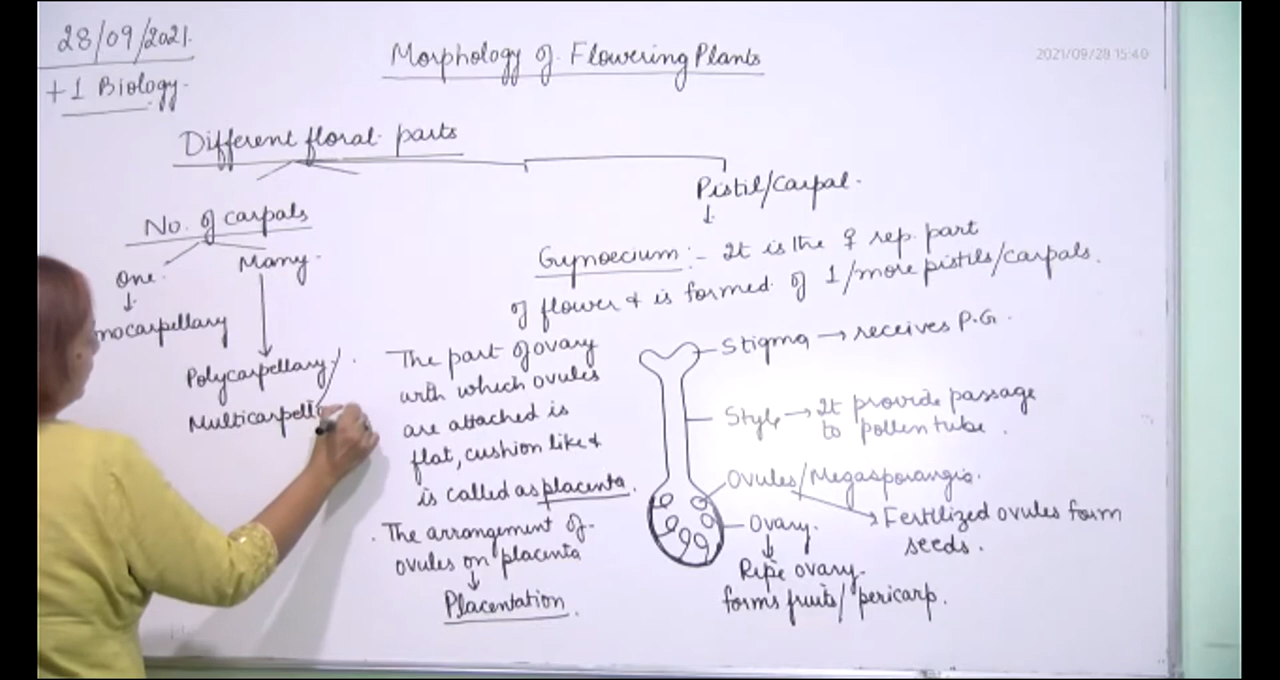 28/09/2021.
+1 Biology.
Morphology of Flowering Plants
2021/09/28 15:40
Different floral parts
Pistil/Carpal.
No. of carpals
One.
Many.
nocarpellary
Polycarpellary/
Multicarpell
Gynoecium:- It is the ♀ rep. part
of flower & is formed of 1/more pistils/carpals.
The part of ovary
with which ovules
are attached is
flat, cushion like &
is called as placenta.
The arrangement of
ovules on placenta
↓
Placentation.
Stigma → receives P.G.
Style → It provide passage
to pollen tube.
Ovules/Megasporangia.
Fertilized ovules form
seeds.
Ovary.
↓
Ripe ovary
forms fruits/pericarp.